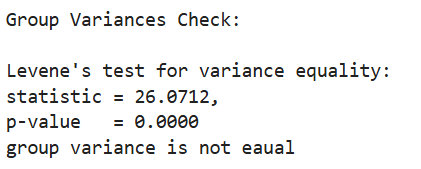 Group Variances Check:
Levene's test for variance equality:
statistic = 26.0712,
p-value   = 0.0000
group variance is not eaual